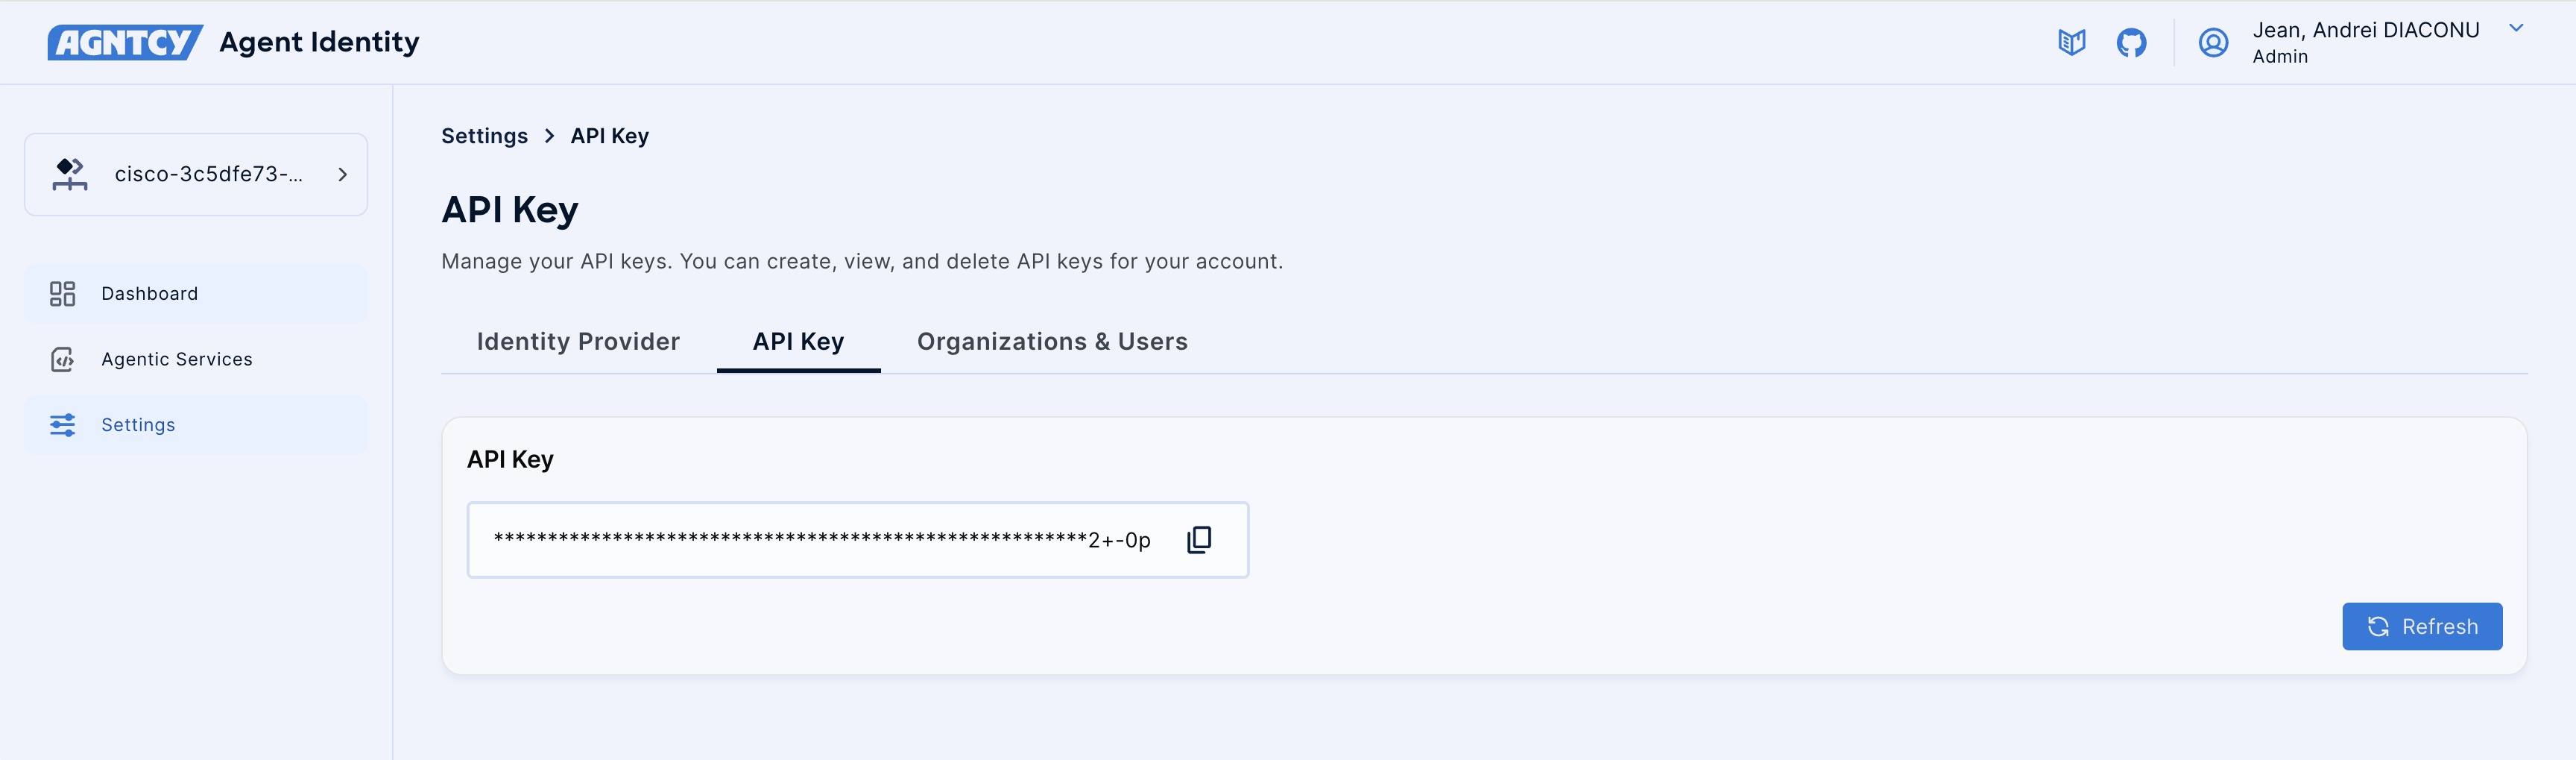 AGNTCY Agent Identity
Jean, Andrei DIACONU
Admin
cisco-3c5dfe73-...
Dashboard
Agentic Services
Settings
Settings > API Key
API Key
Manage your API keys. You can create, view, and delete API keys for your account.
Identity Provider API Key Organizations & Users
API Key
*******************************************************2+-0p
Refresh